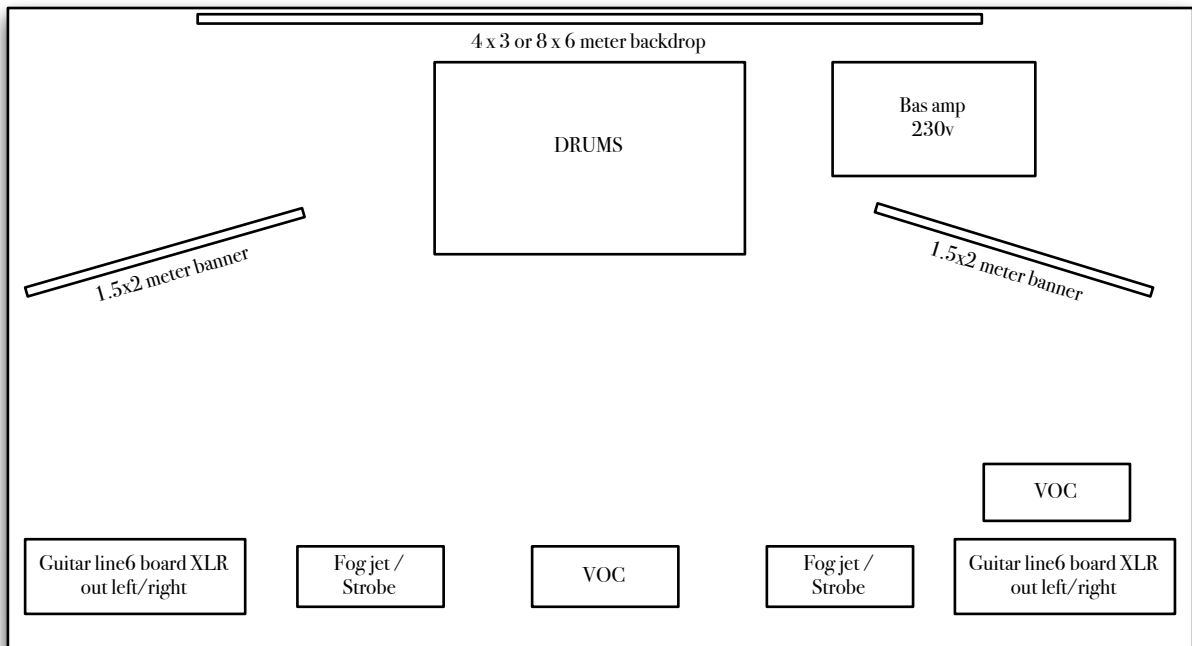 4 x 3 or 8 x 6 meter backdrop
DRUMS
Bas amp
230v
1.5x2 meter banner
1.5x2 meter banner
VOC
Guitar line6 board XLR
out left/right
Fog jet /
Strobe
VOC
Fog jet /
Strobe
Guitar line6 board XLR
out left/right